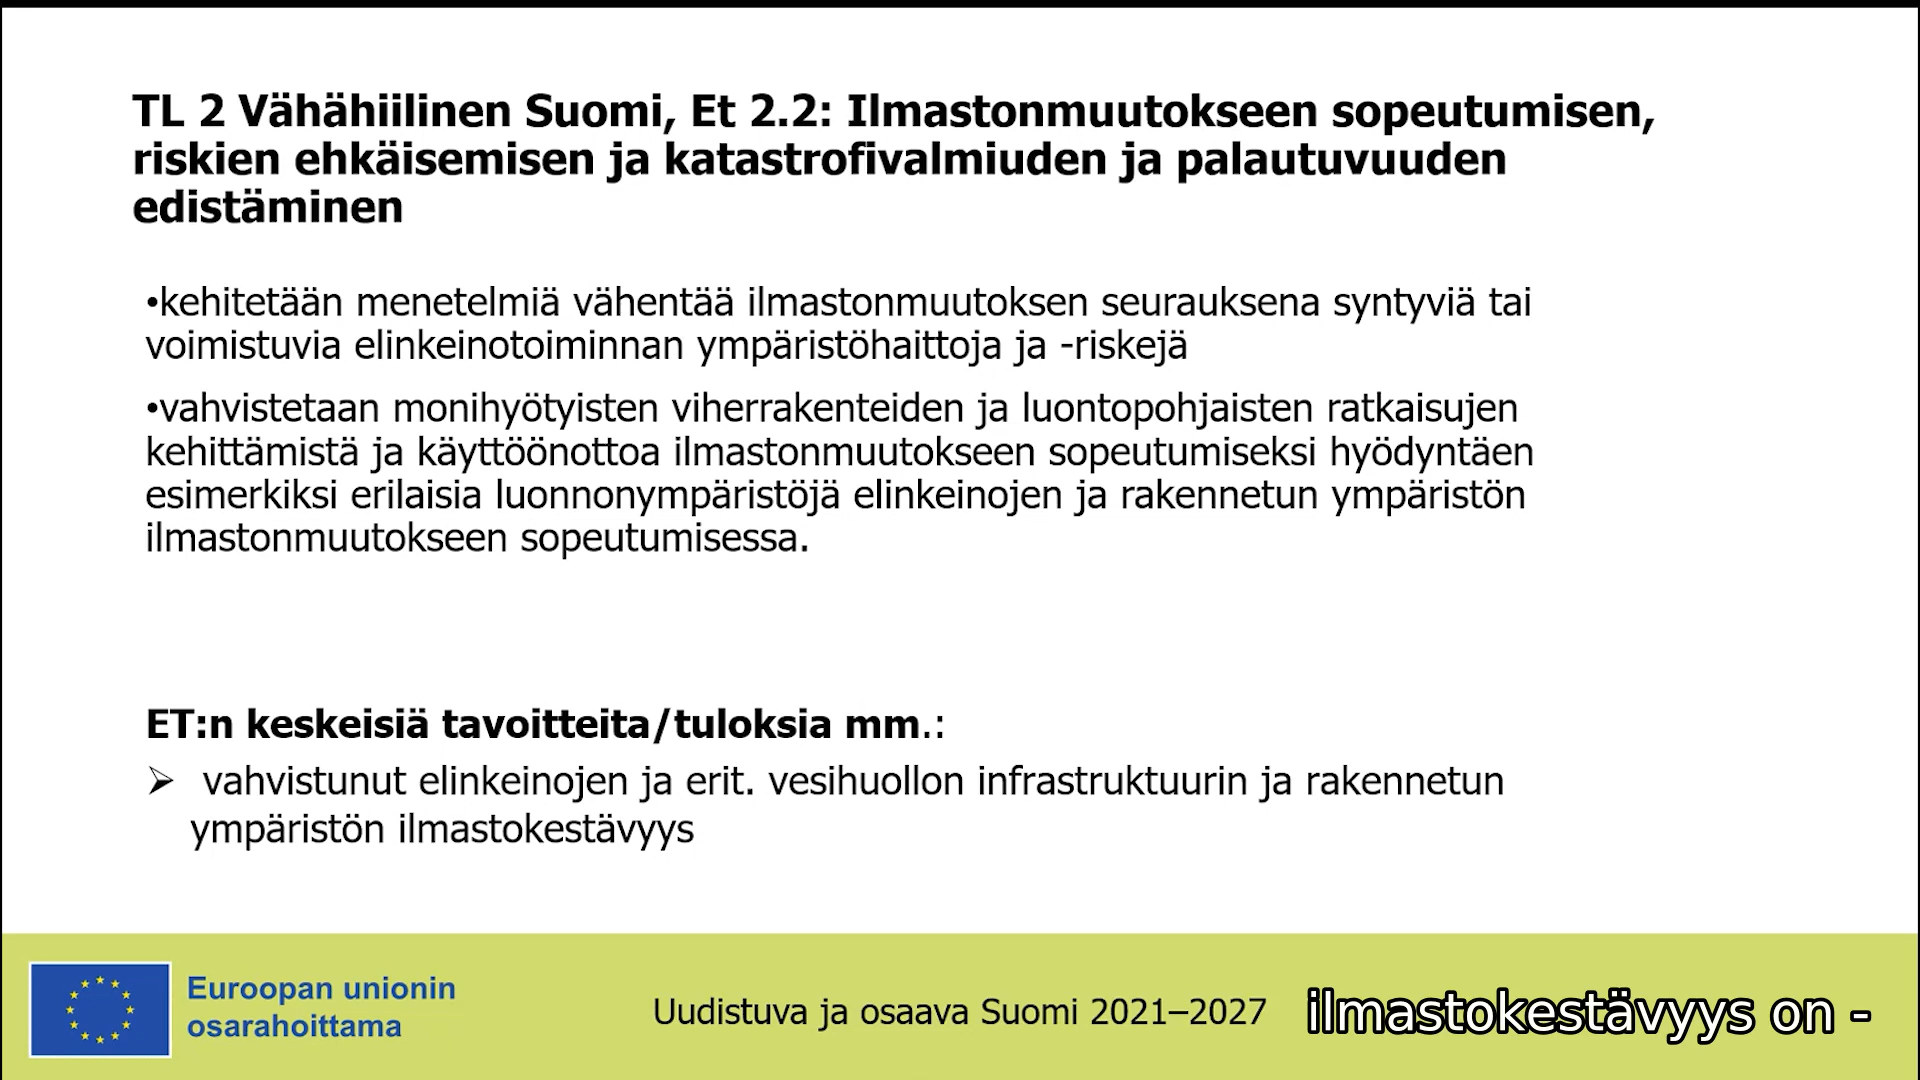 TL 2 Vähähiilinen Suomi, Et 2.2: Ilmastonmuutokseen sopeutumisen,
riskien ehkäisemisen ja katastrofivalmiuden ja palautuvuuden
edistäminen
•kehitetään menetelmiä vähentää ilmastonmuutoksen seurauksena syntyviä tai
voimistuvia elinkeinotoiminnan ympäristöhaittoja ja -riskejä
•vahvistetaan monihyötyisten viherrakenteiden ja luontopohjaisten ratkaisujen
kehittämistä ja käyttöönottoa ilmastonmuutokseen sopeutumiseksi hyödyntäen
esimerkiksi erilaisia luonnonympäristöjä elinkeinojen ja rakennetun ympäristön
ilmastonmuutokseen sopeutumisessa.
ET:n keskeisiä tavoitteita/tuloksia mm.:
➢ vahvistunut elinkeinojen ja erit. vesihuollon infrastruktuurin ja rakennetun
ympäristön ilmastokestävyys
Euroopan unionin
osarahoittama
Uudistuva ja osaava Suomi 2021–2027
ilmastokestävyys on -